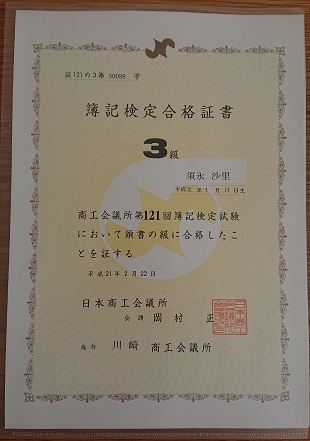 証121の3第 50098 号
簿記検定合格証書
3級
須永 沙里
平成元 年 4 月 18 日生
商工会議所第121回簿記検定試験
において頭書の級に合格したこ
とを証する
平成21年2月22日
日本商工会議所
会頭 岡村 正
施行 川崎 商工会議所